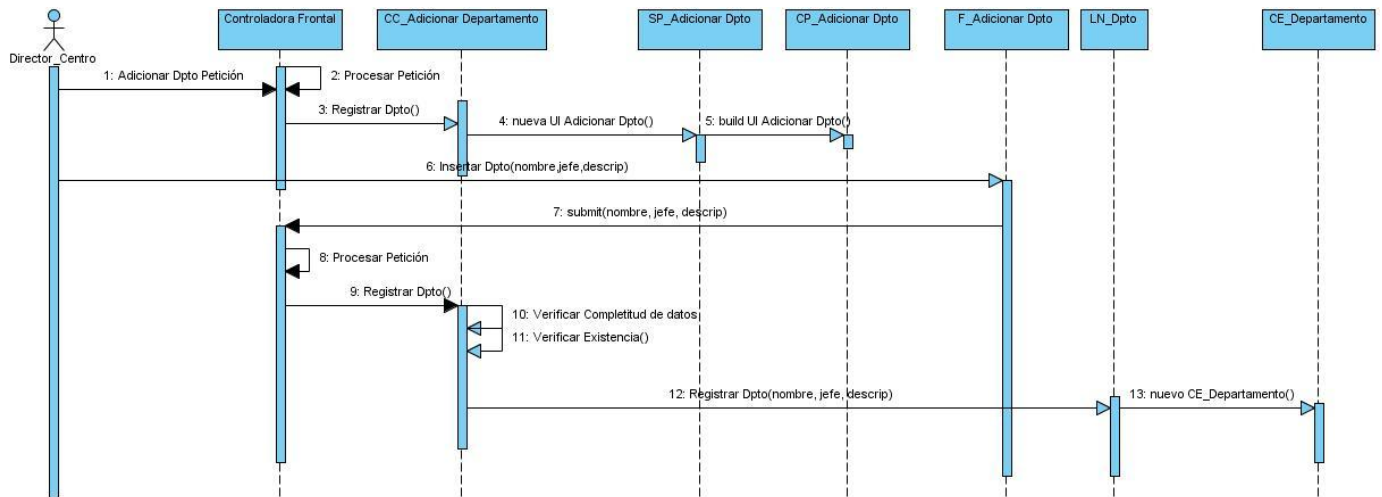 Controladora Frontal
CC_Adicionar Departamento
SP_Adicionar Dpto
CP_Adicionar Dpto
F_Adicionar Dpto
LN_Dpto
CE_Departamento
Director_Centro
1: Adicionar Dpto Petición
2: Procesar Petición
3: Registrar Dpto()
4: nueva UI Adicionar Dpto()
5: build UI Adicionar Dpto()
6: Insertar Dpto(nombre,jefe,descrip)
7: submit(nombre, jefe, descrip)
8: Procesar Petición
9: Registrar Dpto()
10: Verificar Completitud de datos
11: Verificar Existencia()
12: Registrar Dpto(nombre, jefe, descrip)
13: nuevo CE_Departamento()